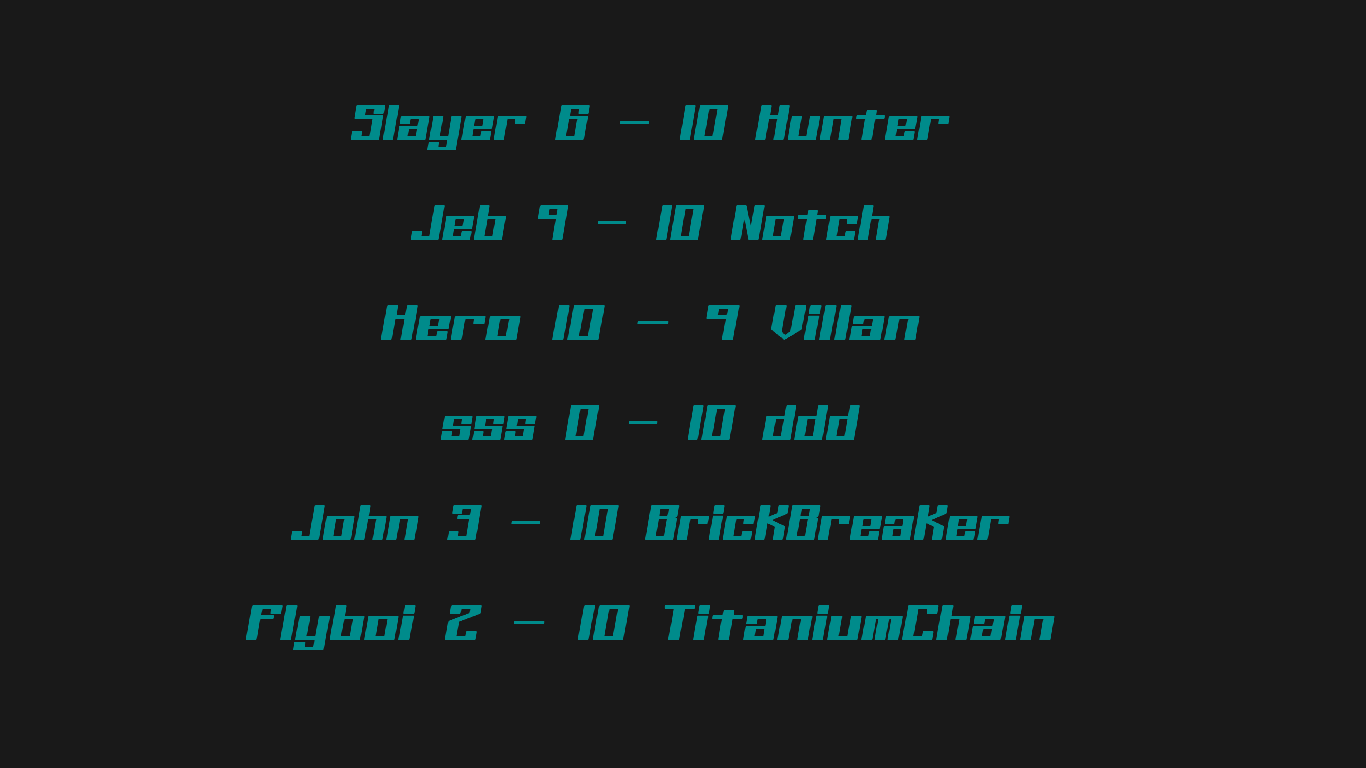 Slayer 6 - 10 Hunter
Jeb 9 - 10 Notch
Hero 10 - 9 Villan
sss 0 - 10 ddd
John 3 - 10 BrickBreaker
Flyboi 2 - 10 TitaniumChain